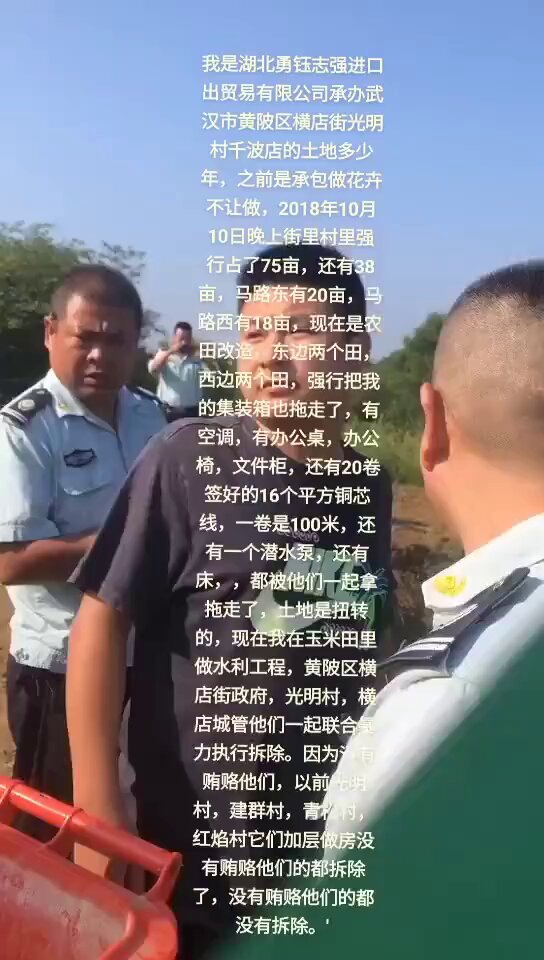 我是湖北勇钰志强进口
出贸易有限公司承办武
汉市黄陂区横店街光明
村千波店的土地多少
年，之前是承包做花卉
不让做，2018年10月
10日晚上街里村里强
行占了75亩，还有38
亩，马路东有20亩，马
路西有18亩，现在是农
田改造，东边两个田，
西边两个田，强行把我
的集装箱也拖走了，有
空调，有办公桌，办公
椅，文件柜，还有20卷
签好的16个平方铜芯
线，一卷是100米，还
有一个潜水泵，还有
床，，都被他们一起拿
拖走了，土地是扭转
的，现在我在玉米田里
做水利工程，黄陂区横
店街政府，光明村，横
店城管他们一起联合
力执行拆除。因为有
贿赂他们，以前光明
村，建群村，青松村，
红焰村它们加层做房没
有贿赂他们的都拆除
了，没有贿赂他们的都
没有拆除。'